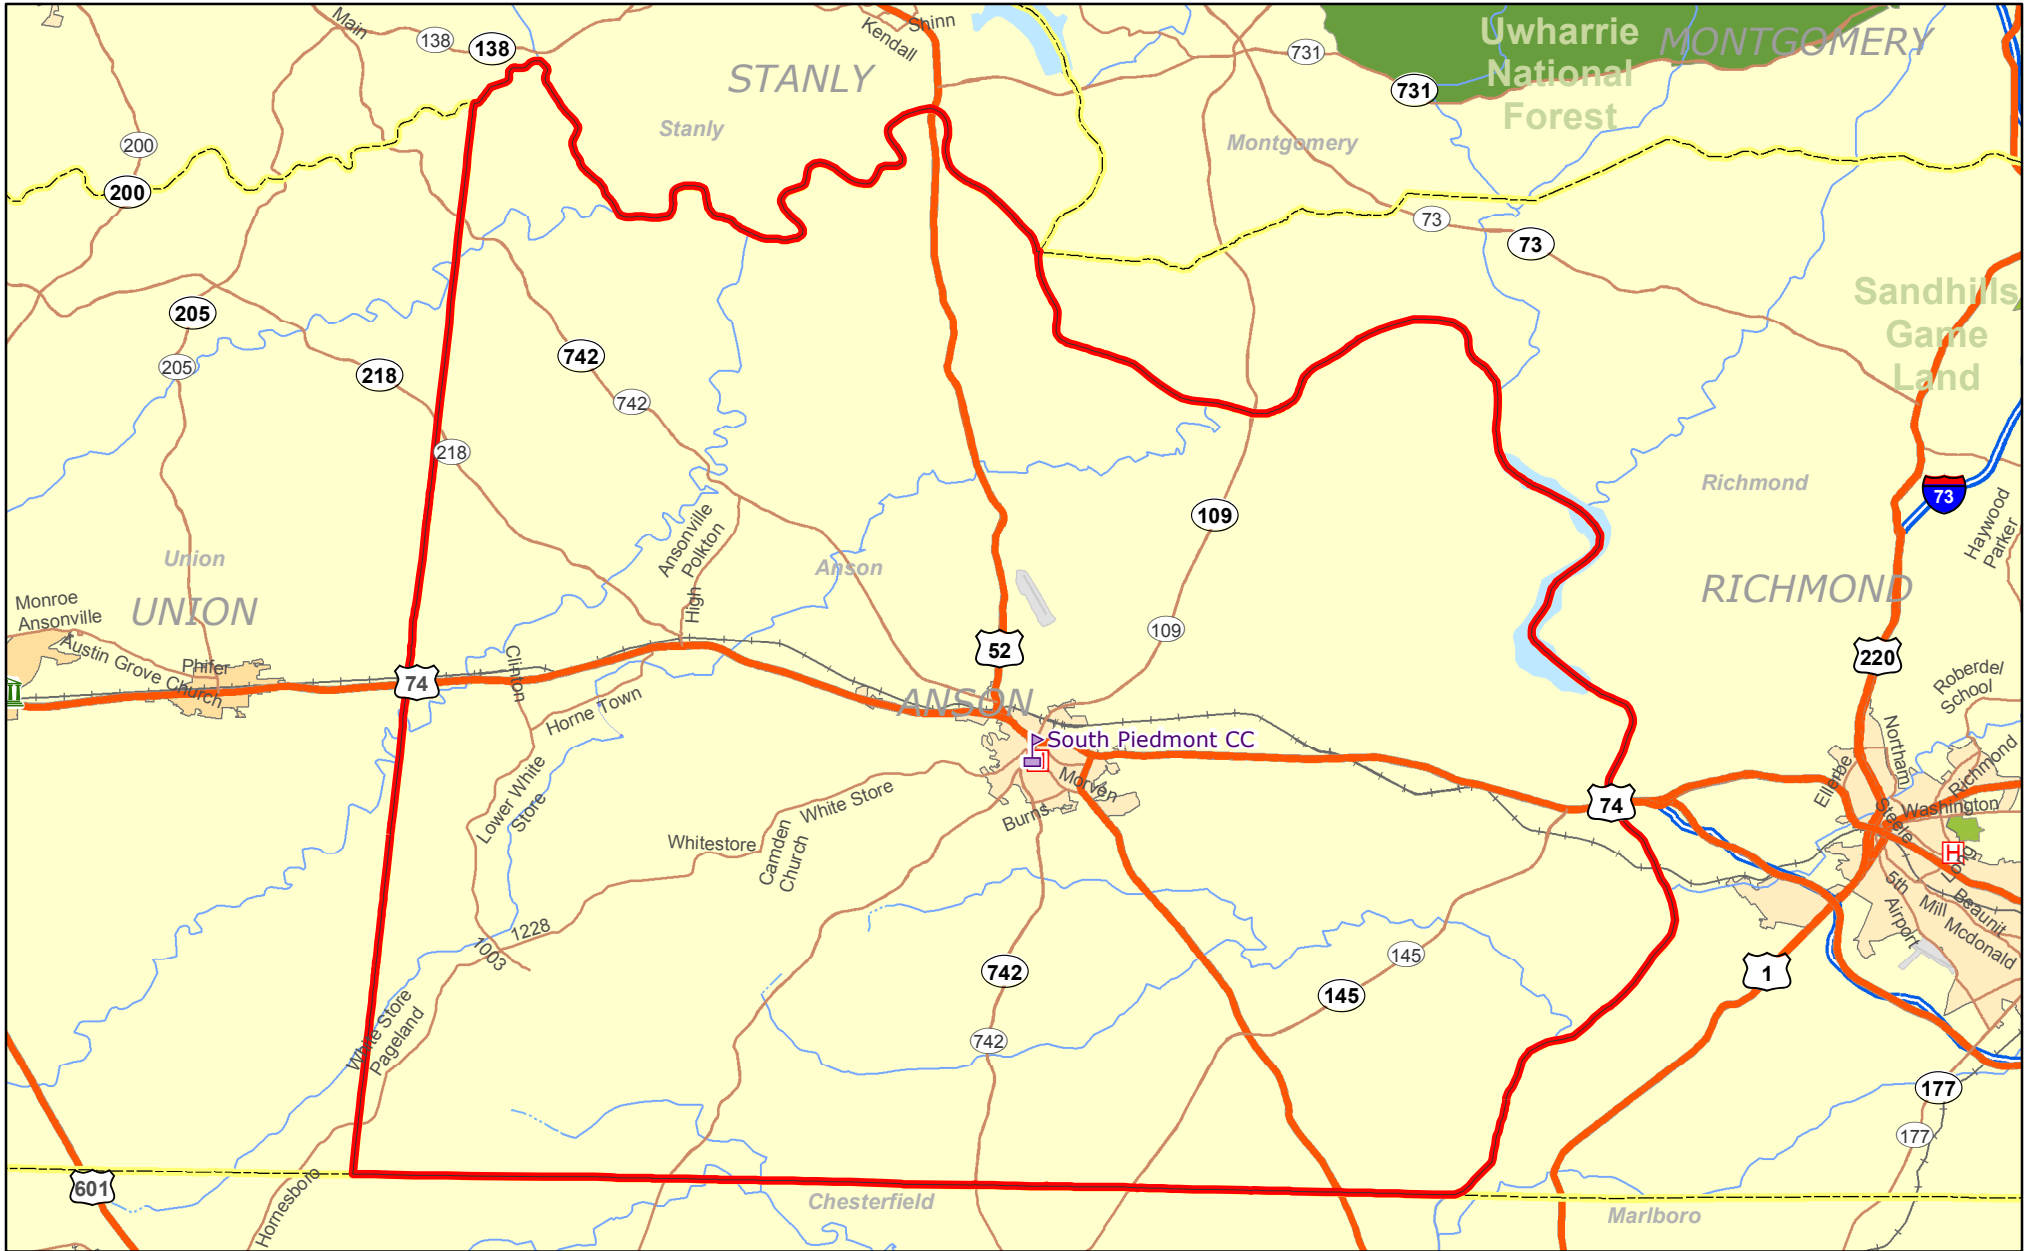 Main
138
138
Shinn
Kendall
STANLY
Stanly
731
731
Uwharrie
National
Forest
MONTGOMERY
Montgomery
200
200
73
73
205
205
218
218
742
742
Sandhills
Game
Land
109
109
Richmond
RICHMOND
73
Haywood
Parker
Ansonville
Polkton
High
Union
UNION
Monroe
Ansonville
Austin Grove Church
Phifer
Anson
ANSON
52
74
Clinton
Horne Town
Lower White
Store
South Piedmont CC
Morven
Burns
White Store
Whitestore
Camden
Church
1228
1003
White Store
Pageland
Hornesboro
601
742
742
145
145
74
220
Roberdel
School
Northam
Richmond
Ellerbe
Steele
Washington
H
Long
5th
Airport
Mill
Beaunit
Mcdonald
1
177
177
Chesterfield
Marlboro